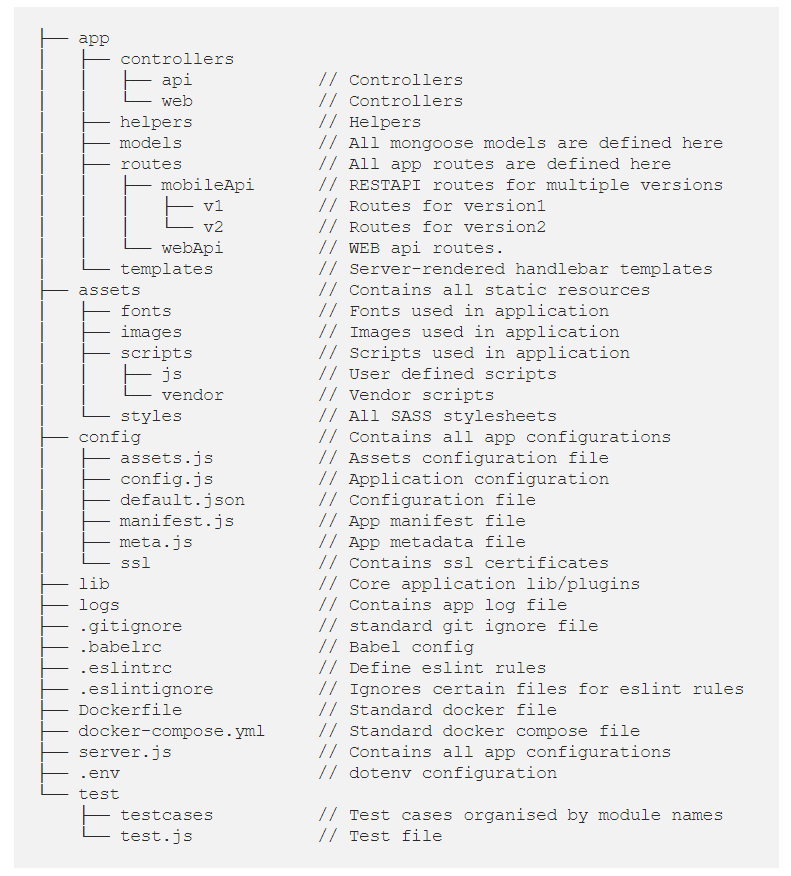 ├── app
│   ├── controllers
│   │   ├── api               // Controllers
│   │   └── web               // Controllers
│   ├── helpers               // Helpers
│   ├── models                // All mongoose models are defined here
│   ├── routes                // All app routes are defined here
│   │   ├── mobileApi         // RESTAPI routes for multiple versions
│   │   │   ├── v1            // Routes for version1
│   │   │   └── v2            // Routes for version2
│   │   └── webApi            // WEB api routes.
│   └── templates             // Server-rendered handlebar templates
├── assets                    // Contains all static resources
│   ├── fonts                 // Fonts used in application
│   ├── images                // Images used in application
│   ├── scripts               // Scripts used in application
│   │   ├── js                // User defined scripts
│   │   └── vendor            // Vendor scripts
│   └── styles                // All SASS stylesheets
├── config                    // Contains all app configurations
│   ├── assets.js             // Assets configuration file
│   ├── config.js             // Application configuration
│   ├── default.json          // Configuration file
│   ├── manifest.js           // App manifest file
│   ├── meta.js               // App metadata file
│   └── ssl                   // Contains ssl certificates
├── lib                       // Core application lib/plugins
├── logs                      // Contains app log file
├── .gitignore                // standard git ignore file
├── .babelrc                  // Babel config
├── .eslintrc                 // Define eslint rules
├── .eslintignore             // Ignores certain files for eslint rules
├── Dockerfile                // Standard docker file
├── docker-compose.yml        // Standard docker compose file
├── server.js                 // Contains all app configurations
├── .env                      // dotenv configuration
└── test
    ├── testcases             // Test cases organised by module names
    └── test.js               // Test file